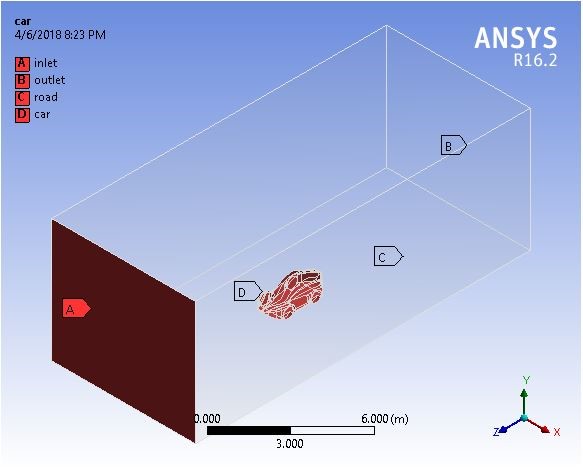 car
4/6/2018 8:23 PM
A inlet
B outlet
C road
D car
ANSYS
R16.2
B
C
D
A
0.000 6.000 (m)
3.000
Y
Z X